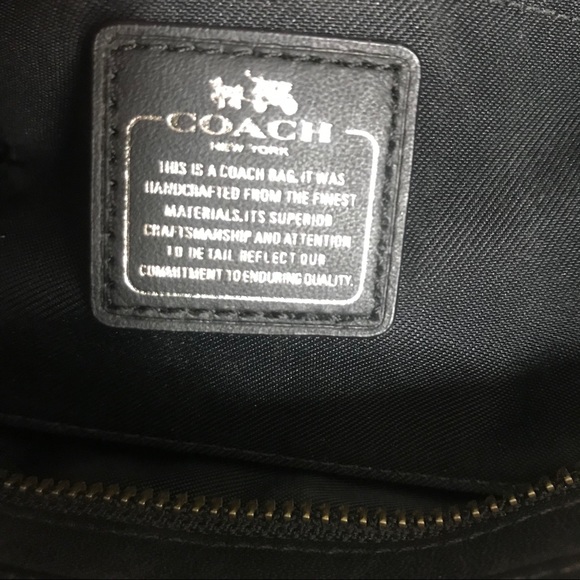 COACH
NEW YORK
THIS IS A COACH BAG. IT WAS
HANDCRAFTED FROM THE FINEST
MATERIALS. ITS SUPERIOR
CRAFTSMANSHIP AND ATTENTION
TO DETAIL REFLECT OUR
COMMITMENT TO ENDURING QUALITY.